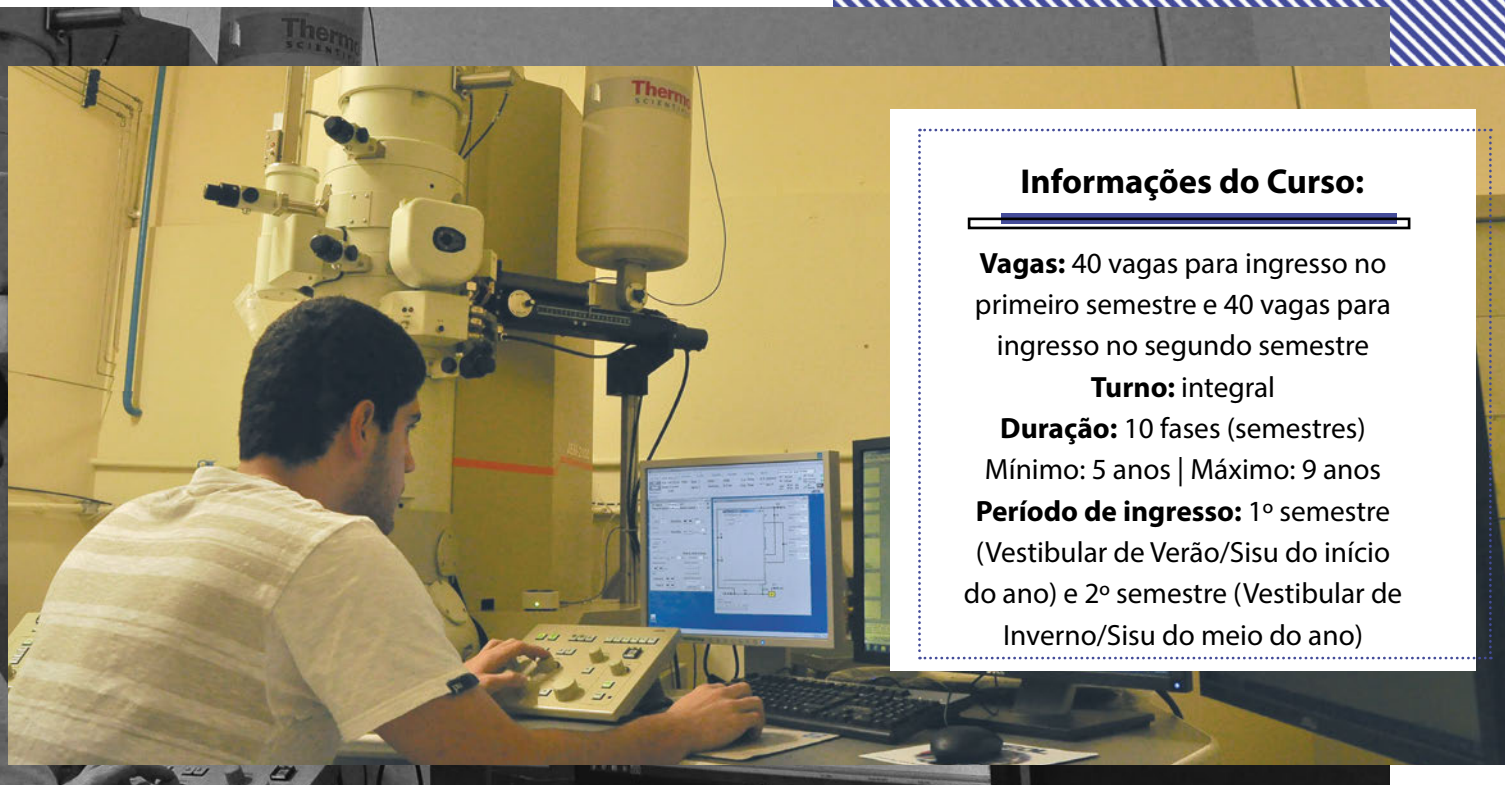 Thermo
SCIENTIFIC
Thermo
SCIENTIFIC
Informações do Curso:
Vagas: 40 vagas para ingresso no
primeiro semestre e 40 vagas para
ingresso no segundo semestre
Turno: integral
Duração: 10 fases (semestres)
Mínimo: 5 anos | Máximo: 9 anos
Período de ingresso: 1º semestre
(Vestibular de Verão/Sisu do início
do ano) e 2º semestre (Vestibular de
Inverno/Sisu do meio do ano)